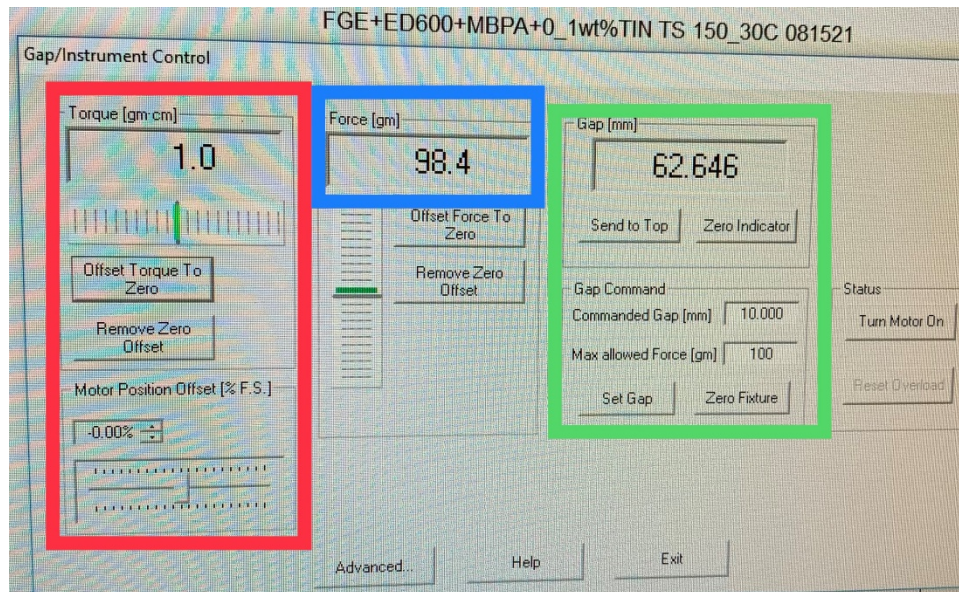 FGE+ED600+MBPA+0_1wt%TIN TS 150_30C 081521
Gap/Instrument Control
Torque [gm·cm]
1.0
Offset Torque To
Zero
Remove Zero
Offset
Motor Position Offset [% F.S.]
-0.00%
Force [gm]
98.4
Offset Force To
Zero
Remove Zero
Offset
Gap [mm]
62.646
Send to Top
Zero Indicator
Gap Command
Commanded Gap [mm] 10.000
Max allowed Force [gm] 100
Set Gap
Zero Fixture
Status
Turn Motor On
Reset Overload
Advanced...
Help
Exit